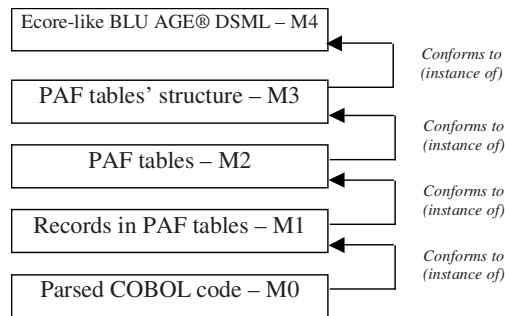 Ecore-like BLU AGE® DSML – M4
Conforms to
(instance of)
PAF tables’ structure – M3
Conforms to
(instance of)
PAF tables – M2
Conforms to
(instance of)
Records in PAF tables – M1
Conforms to
(instance of)
Parsed COBOL code – M0